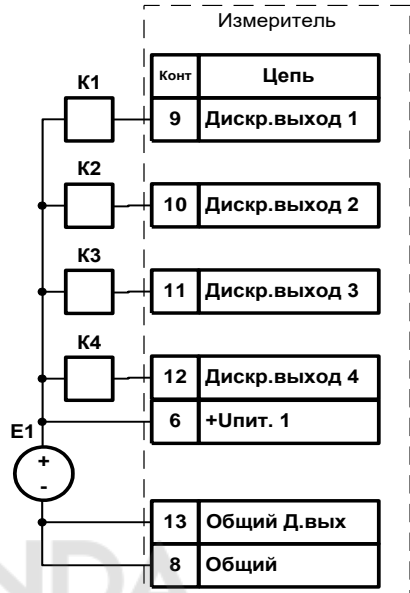 Измеритель
Конт Цепь
К1
9 Дискр.выход 1
К2
10 Дискр.выход 2
К3
11 Дискр.выход 3
К4
12 Дискр.выход 4
6 +Uпит. 1
E1
+
-
13 Общий Д.вых
8 Общий